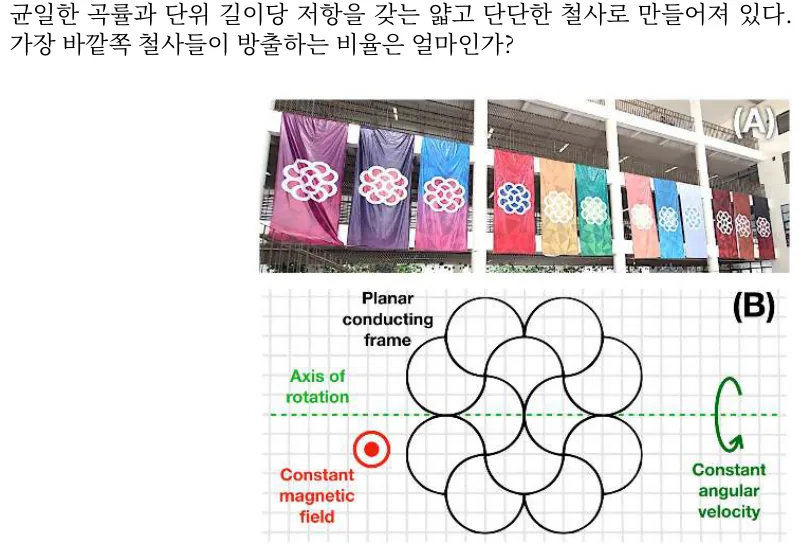 균일한 곡률과 단위 길이당 저항을 갖는 얇고 단단한 철사로 만들어져 있다.
가장 바깥쪽 철사들이 방출하는 비율은 얼마인가?
(A)
(B)
Planar
conducting
frame
Axis of
rotation
Constant
magnetic
field
Constant
angular
velocity